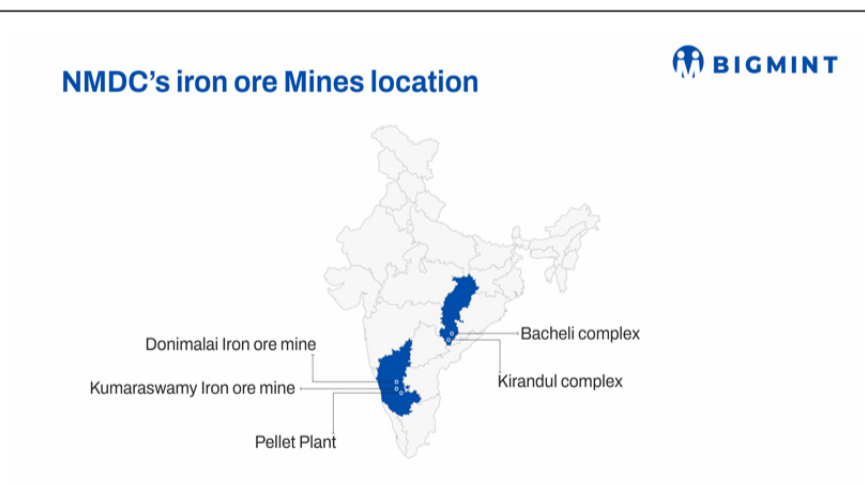 NMDC's iron ore Mines location
BIGMINT
Donimalai Iron ore mine
Kumaraswamy Iron ore mine
Pellet Plant
Bacheli complex
Kirandul complex